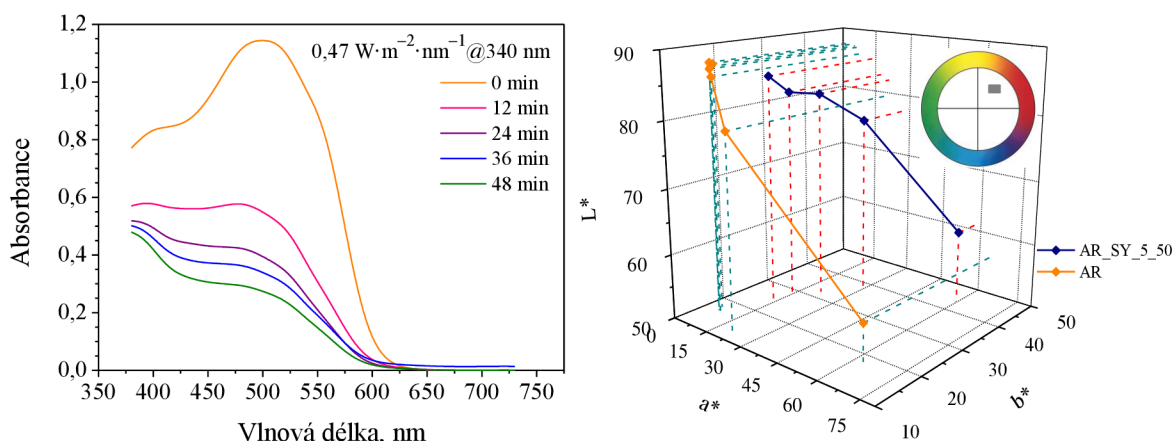 1,2
1,0
0,8
0,6
0,4
0,2
0,0
Absorbance
0,47 W·m⁻²·nm⁻¹@340 nm
0 min
12 min
24 min
36 min
48 min
350 400 450 500 550 600 650 700 750
Vlnová délka, nm
90
80
70
60
50
L*
0 15 30 45 60 75
a*
10 20 30 40 50
b*
AR_SY_5_50
AR